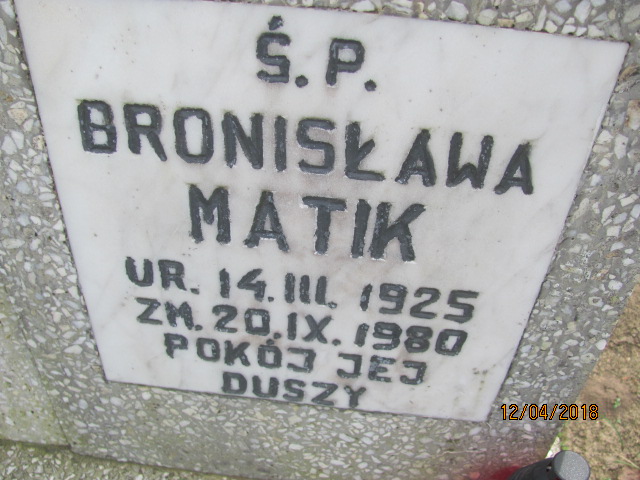 Ś.P.
BRONISŁAWA
MATIK
UR. 14.III.1925
ZM. 20.IX.1980
POKÓJ JEJ
DUSZY
12/04/2018